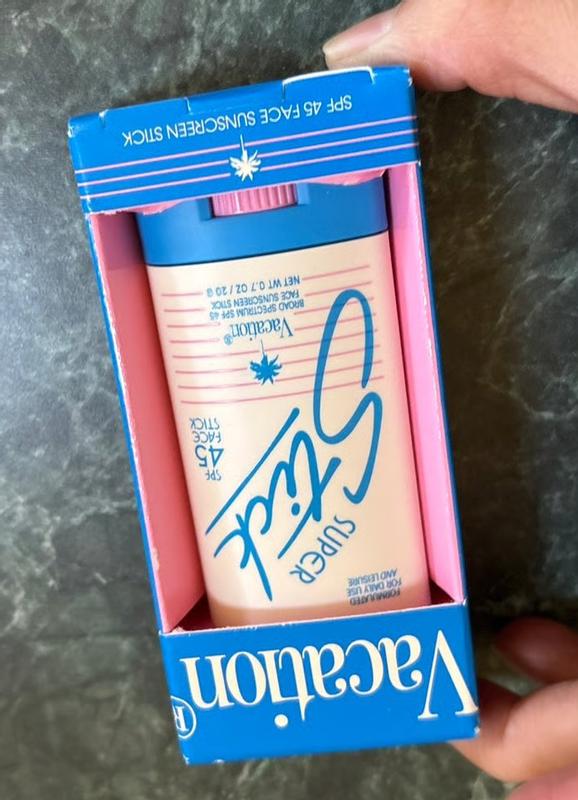 Vacation®
FORMULATED
FOR DAILY USE
AND LEISURE
SUPER
Stick
SPF
45
FACE
STICK
Vacation®
BROAD SPECTRUM SPF 45
FACE SUNSCREEN STICK
NET WT 0.7 OZ / 20 G
SPF 45 FACE SUNSCREEN STICK